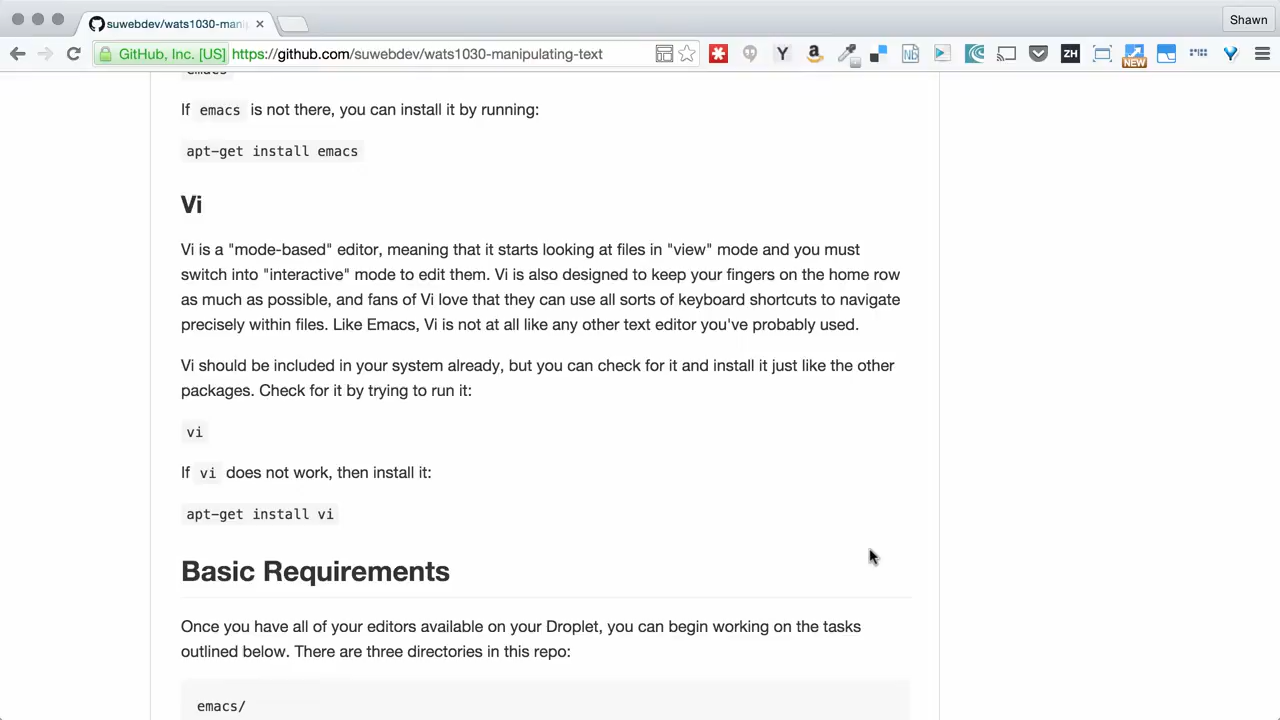 suwebdev/wats1030-mani
Shawn
GitHub, Inc. [US] https://github.com/suwebdev/wats1030-manipulating-text
Y
a
N6
ZH
NEW
emacs
If emacs is not there, you can install it by running:
apt-get install emacs
Vi
Vi is a "mode-based" editor, meaning that it starts looking at files in "view" mode and you must
switch into "interactive" mode to edit them. Vi is also designed to keep your fingers on the home row
as much as possible, and fans of Vi love that they can use all sorts of keyboard shortcuts to navigate
precisely within files. Like Emacs, Vi is not at all like any other text editor you've probably used.
Vi should be included in your system already, but you can check for it and install it just like the other
packages. Check for it by trying to run it:
vi
If vi does not work, then install it:
apt-get install vi
Basic Requirements
Once you have all of your editors available on your Droplet, you can begin working on the tasks
outlined below. There are three directories in this repo:
emacs/